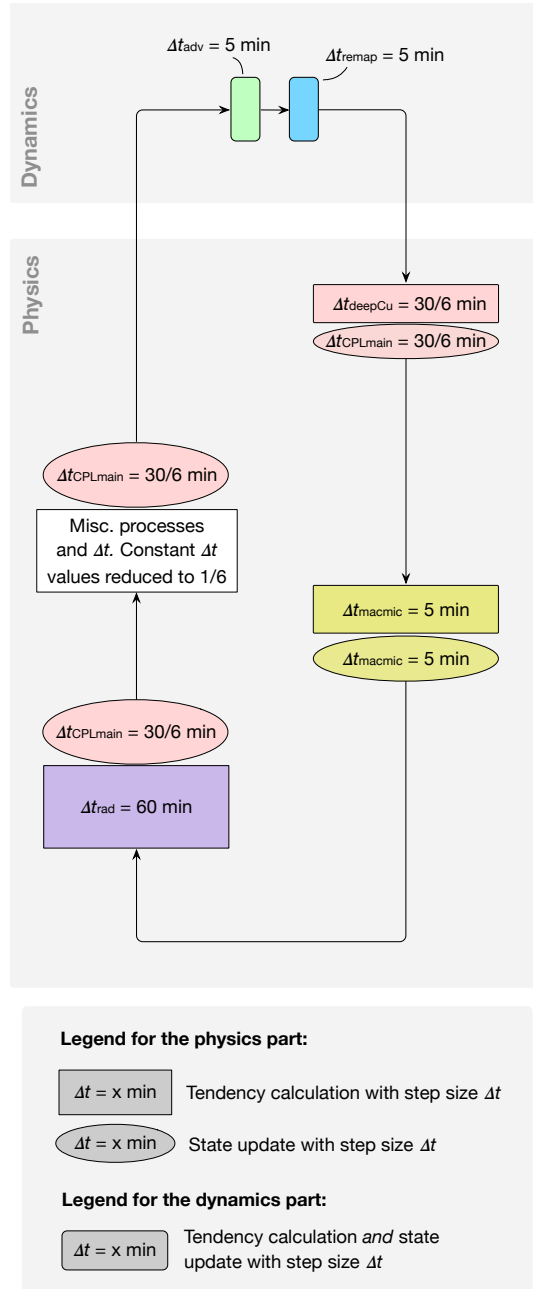 Δtadv = 5 min
Δtremap = 5 min
Dynamics
Physics
ΔtdeepCu = 30/6 min
ΔtCPLmain = 30/6 min
ΔtCPLmain = 30/6 min
Misc. processes
and Δt. Constant Δt
values reduced to 1/6
Δtmacmic = 5 min
Δtmacmic = 5 min
ΔtCPLmain = 30/6 min
Δtrad = 60 min
Legend for the physics part:
Δt = x min Tendency calculation with step size Δt
Δt = x min State update with step size Δt
Legend for the dynamics part:
Δt = x min Tendency calculation and state
update with step size Δt